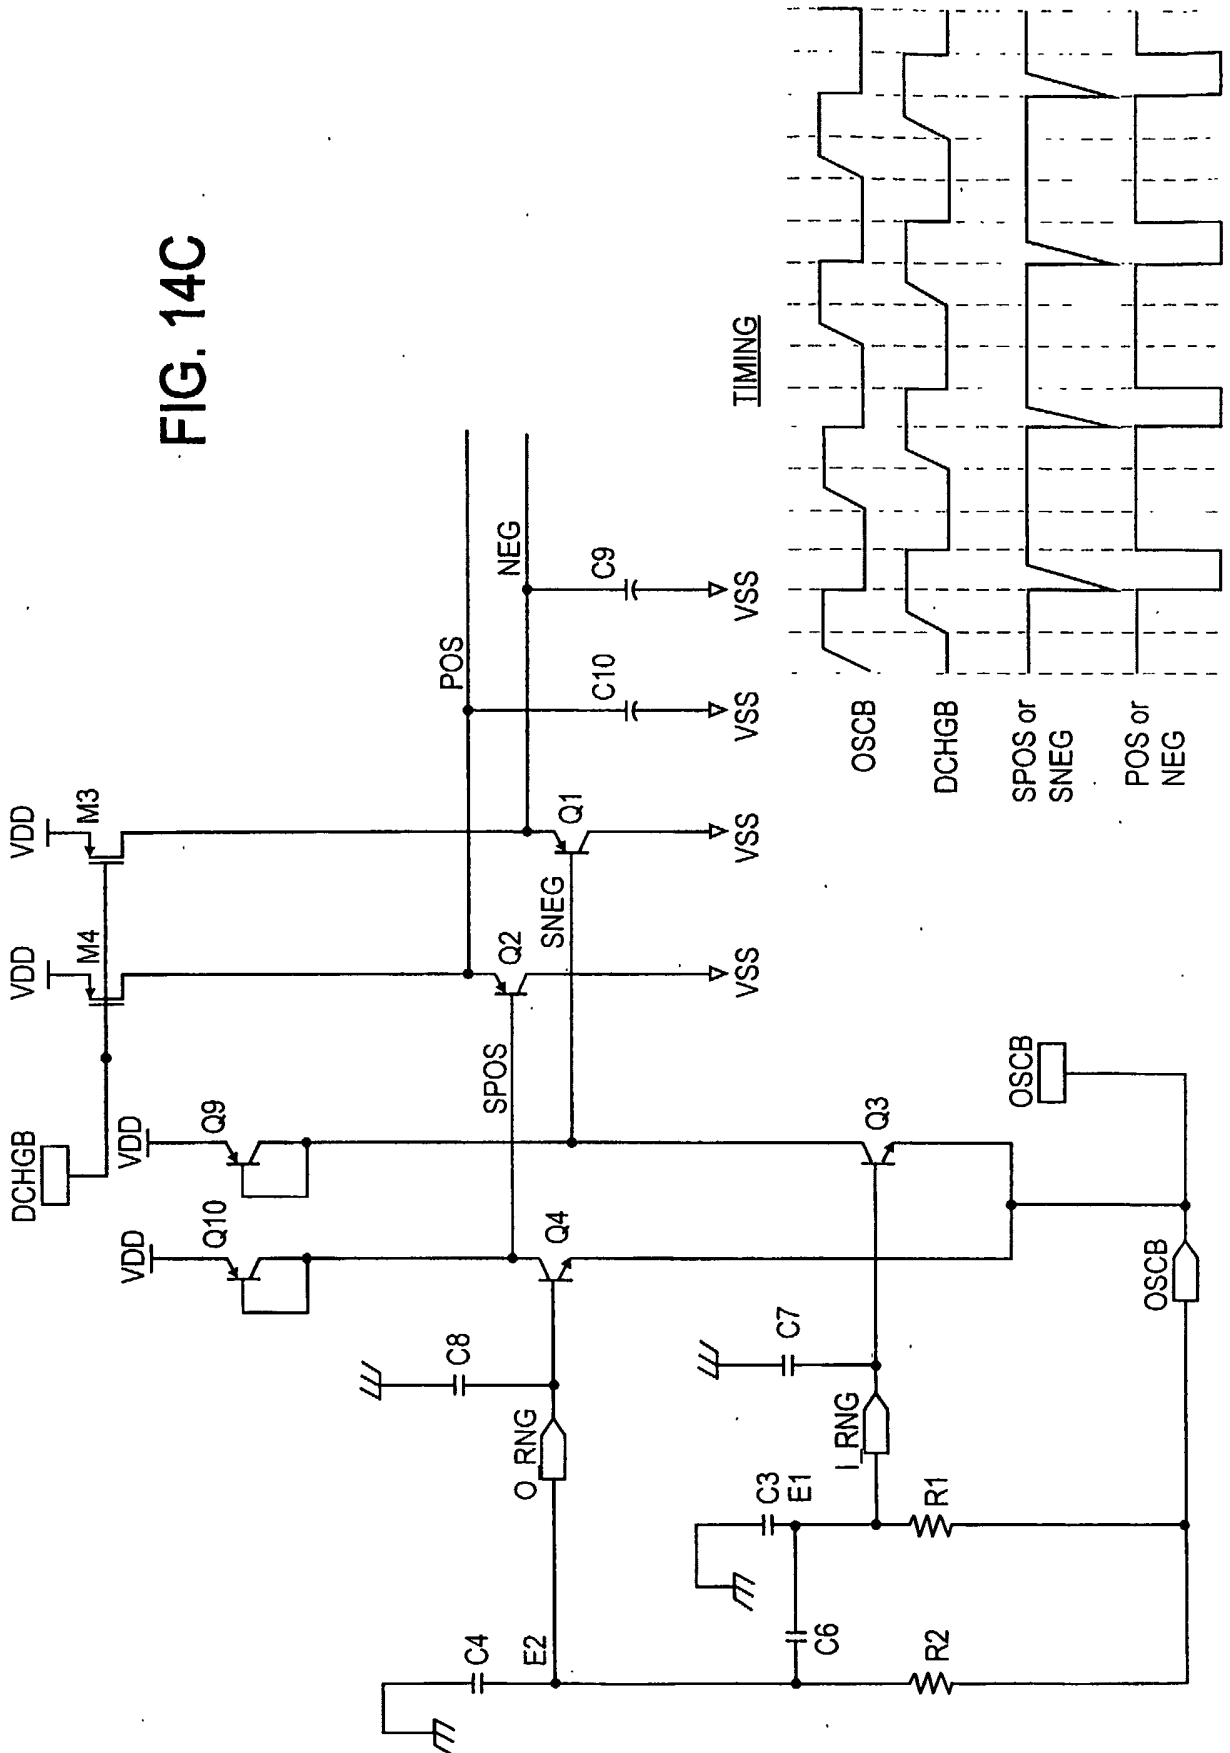 FIG. 14C
DCHGB
VDD
VDD
VDD
VDD
Q10
Q9
M4
M3
POS
NEG
SPOS
SNEG
Q2
Q1
C10
C9
VSS
VSS
VSS
VSS
C4
E2
O_RNG
C8
Q4
C3
E1
I_RNG
C7
Q3
C6
R2
R1
OSCB
OSCB
TIMING
OSCB
DCHGB
SPOS or
SNEG
POS or
NEG